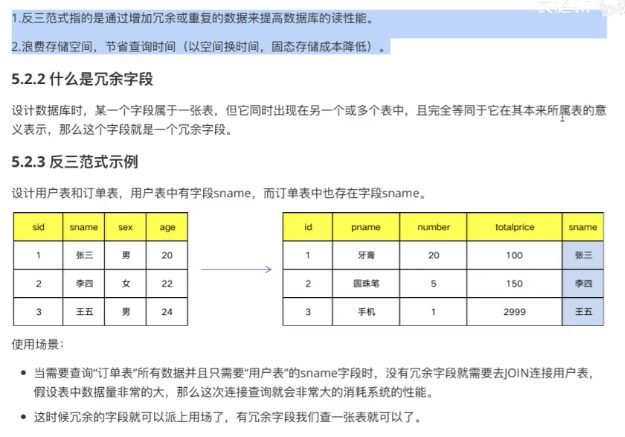 1.反三范式指的是通过增加冗余或重复的数据来提高数据库的读性能。
2.浪费存储空间，节省查询时间（以空间换时间，固态存储成本降低）。
5.2.2 什么是冗余字段
设计数据库时，某一个字段属于一张表，但它同时出现在另一个或多个表中，且完全等同于它在其本来所属表的意
义表示，那么这个字段就是一个冗余字段。
5.2.3 反三范式示例
设计用户表和订单表，用户表中有字段sname，而订单表中也存在字段sname。
sid sname sex age
1 张三 男 20
2 李四 女 22
3 王五 男 24
id pname number totalprice sname
1 牙膏 20 100 张三
2 圆珠笔 5 150 李四
3 手机 1 2999 王五
使用场景：
• 当需要查询“订单表”所有数据并且只需要“用户表”的sname字段时，没有冗余字段就需要去JOIN连接用户表，
假设表中数据量非常的大，那么这次连接查询就会非常大的消耗系统的性能。
• 这时候冗余的字段就可以派上用场了，有冗余字段我们查一张表就可以了。